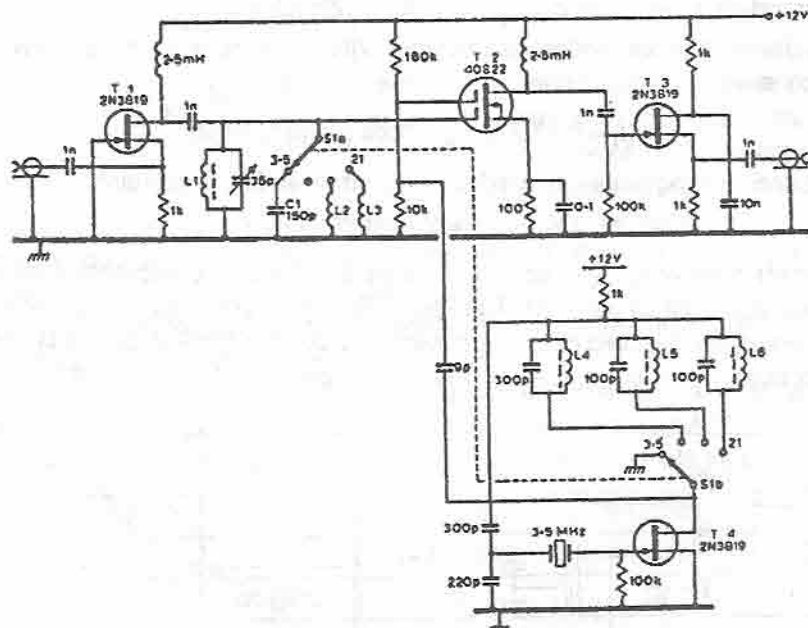 +12V
2·5mH
180k
T 2
40822
2·5mH
1k
T 1
2N3819
T 3
2N3819
1n
1n
S1a
1n
1n
L1
35p
3·5
21
C1
150p
L2
L3
1k
10k
100
0·1
100k
1k
10n
+12V
1k
9p
300p
L4
100p
L5
100p
L6
3·5
21
S1b
300p
3·5 MHz
T 4
2N3819
220p
100k